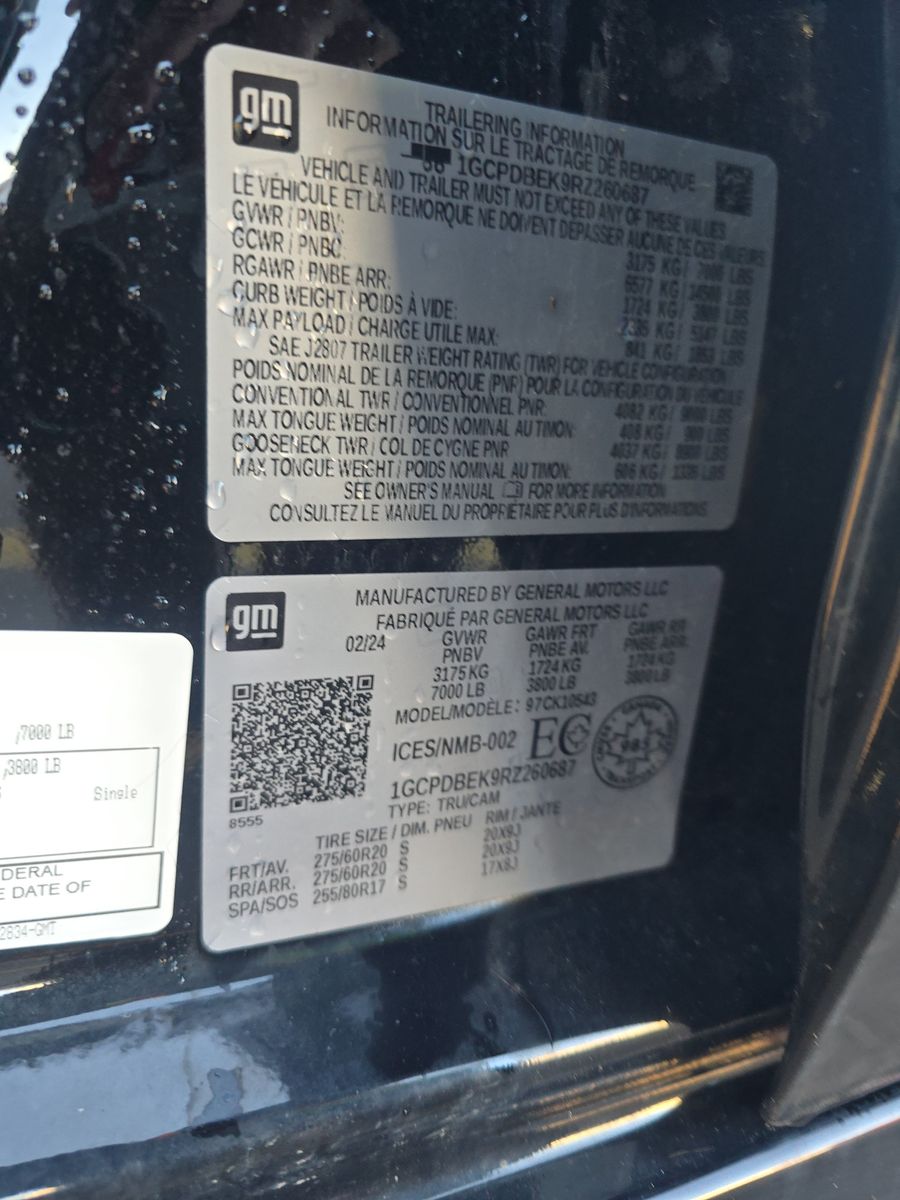 gm
TRAILERING INFORMATION
INFORMATION SUR LE TRACTAGE DE REMORQUE
1GCPDBEK9RZ260687
VEHICLE AND TRAILER MUST NOT EXCEED ANY OF THESE VALUES
LE VÉHICULE ET LA REMORQUE NE DOIVENT DÉPASSER AUCUNE DE CES VALEURS
GVWR / PNBV: 3175 KG / 7000 LBS
GCWR / PNBC: 6577 KG / 14500 LBS
RGAWR / PNBE ARR: 1724 KG / 3800 LBS
CURB WEIGHT / POIDS À VIDE: KG / 5147 LBS
MAX PAYLOAD / CHARGE UTILE MAX: 841 KG / 1853 LBS
SAE J2807 TRAILER WEIGHT RATING (TWR) FOR VEHICLE CONFIGURATION
POIDS NOMINAL DE LA REMORQUE (PNR) POUR LA CONFIGURATION DU VÉHICULE
CONVENTIONAL TWR / CONVENTIONNEL PNR: 4082 KG / 9000 LBS
MAX TONGUE WEIGHT / POIDS NOMINAL AU TIMON: 408 KG / 900 LBS
GOOSENECK TWR / COL DE CYGNE PNR 4037 KG / 8900 LBS
MAX TONGUE WEIGHT / POIDS NOMINAL AU TIMON: KG / LBS
SEE OWNER'S MANUAL FOR MORE INFORMATION
CONSULTEZ LE MANUEL DU PROPRIÉTAIRE POUR PLUS D'INFORMATIONS
gm
MANUFACTURED BY GENERAL MOTORS LLC
FABRIQUÉ PAR GENERAL MOTORS LLC
02/24 GVWR GAWR FRT GAWR RR
PNBV PNBE AV. PNBE ARR.
3175 KG 1724 KG 1724 KG
7000 LB 3800 LB 3800 LB
MODEL/MODÈLE: 97CK10543
ICES/NMB-002 EC
CANADA
1GCPDBEK9RZ260687
TYPE: TRU/CAM
8555
TIRE SIZE / DIM. PNEU RIM / JANTE
FRT/AV. 275/60R20 S 20X9J
RR/ARR. 275/60R20 S 20X9J
SPA/SOS 255/80R17 S 17X8J
,7000 LB
,3800 LB
Single
DERAL
E DATE OF
2834-GMT